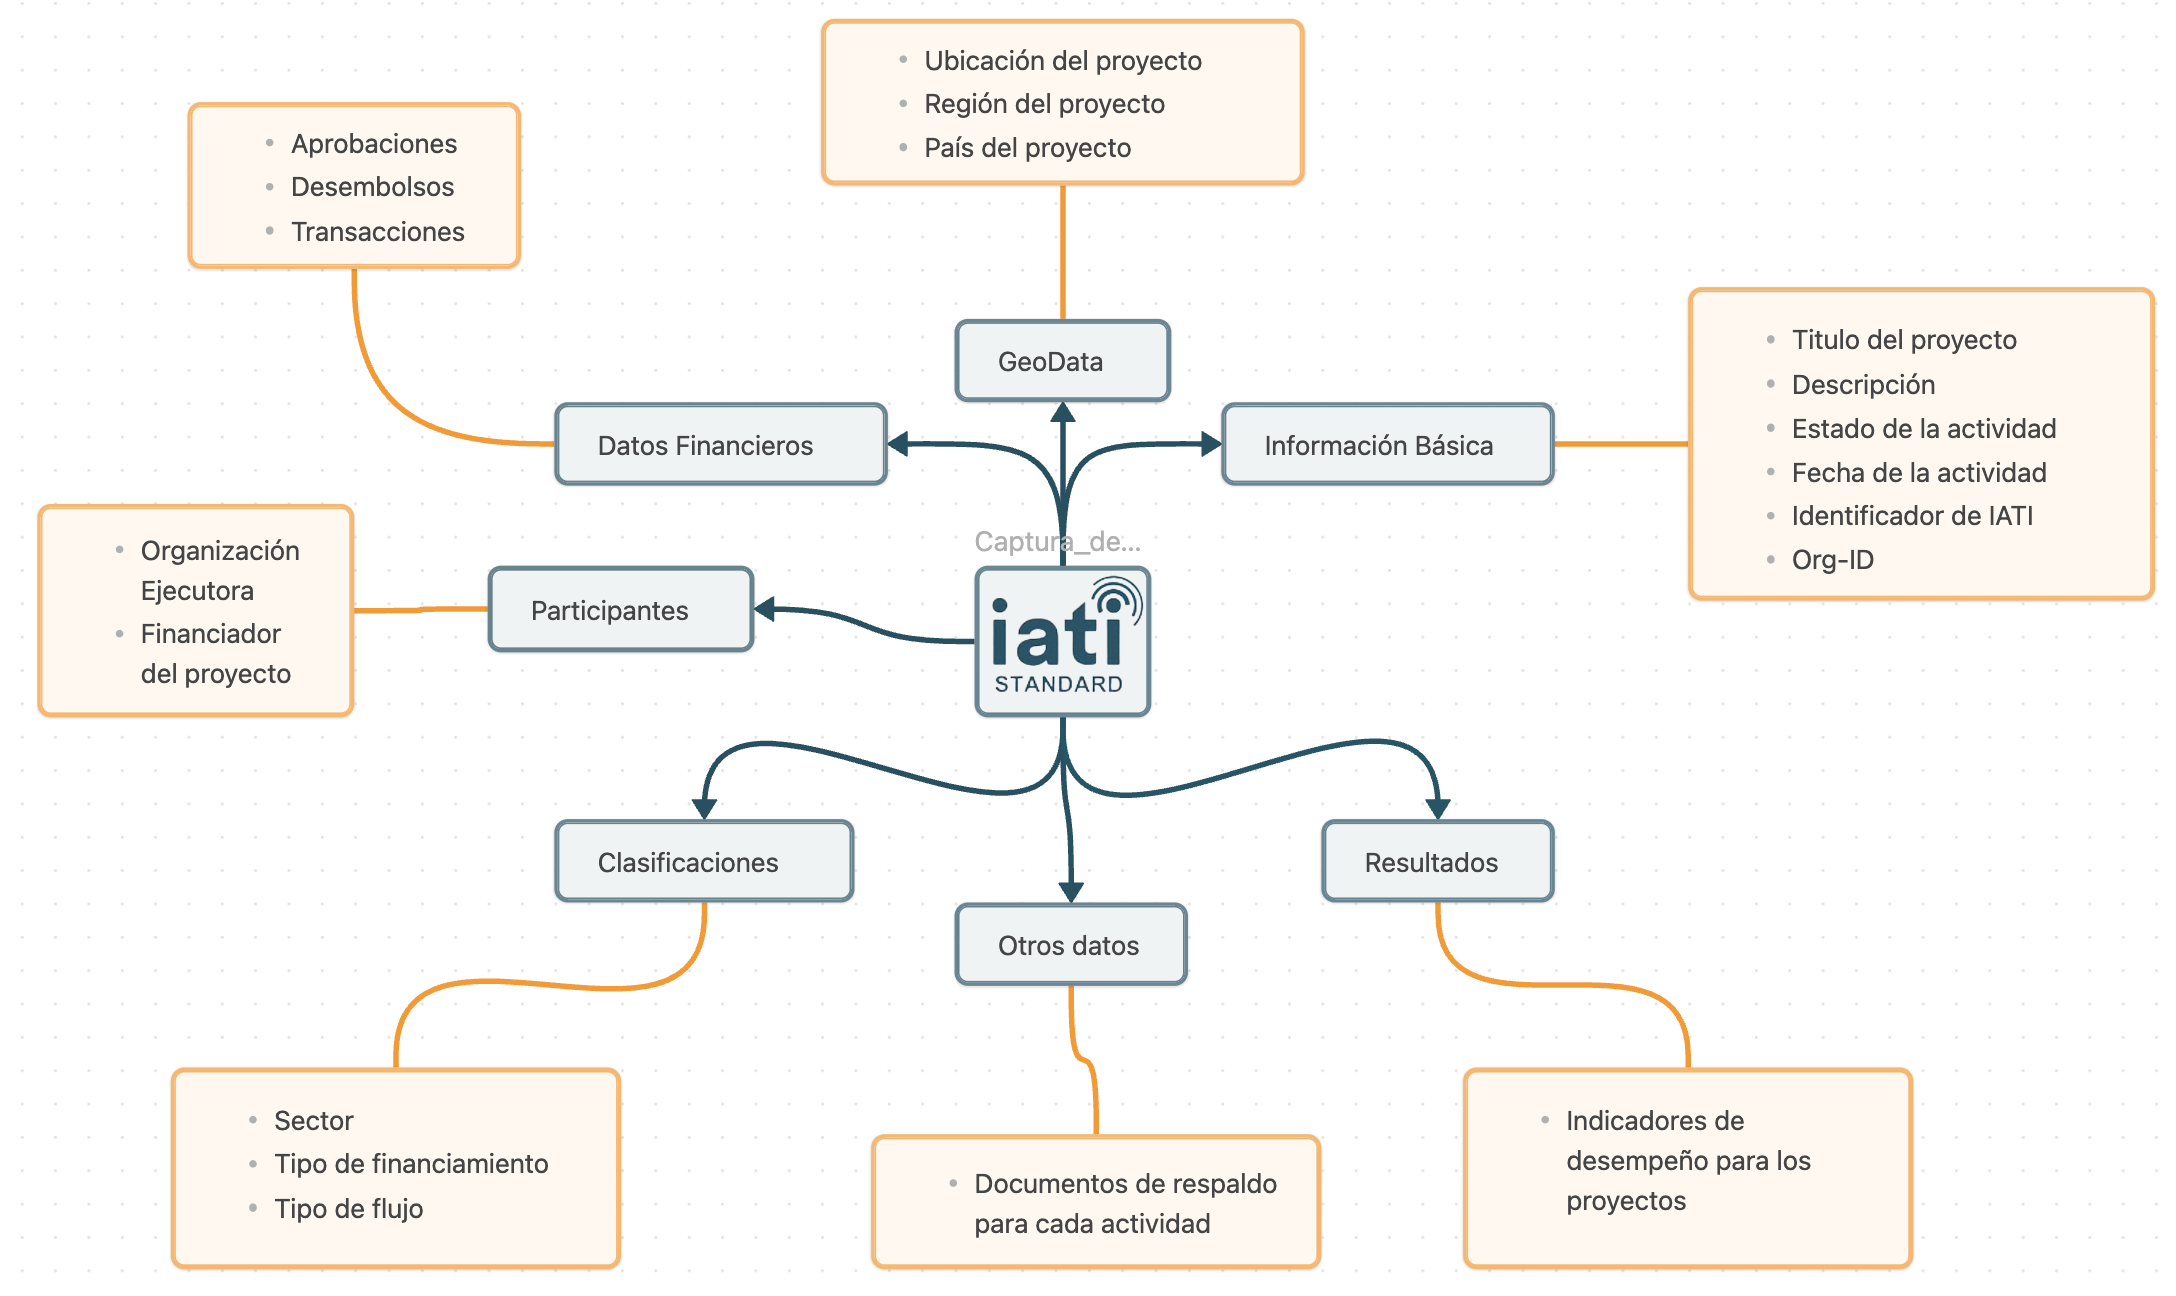 Ubicación del proyecto
Región del proyecto
País del proyecto
Aprobaciones
Desembolsos
Transacciones
GeoData
Datos Financieros
Información Básica
Titulo del proyecto
Descripción
Estado de la actividad
Fecha de la actividad
Identificador de IATI
Org-ID
Organización
Ejecutora
Financiador
del proyecto
Participantes
Captura_de...
iati
STANDARD
Clasificaciones
Otros datos
Resultados
Sector
Tipo de financiamiento
Tipo de flujo
Documentos de respaldo
para cada actividad
Indicadores de
desempeño para los
proyectos